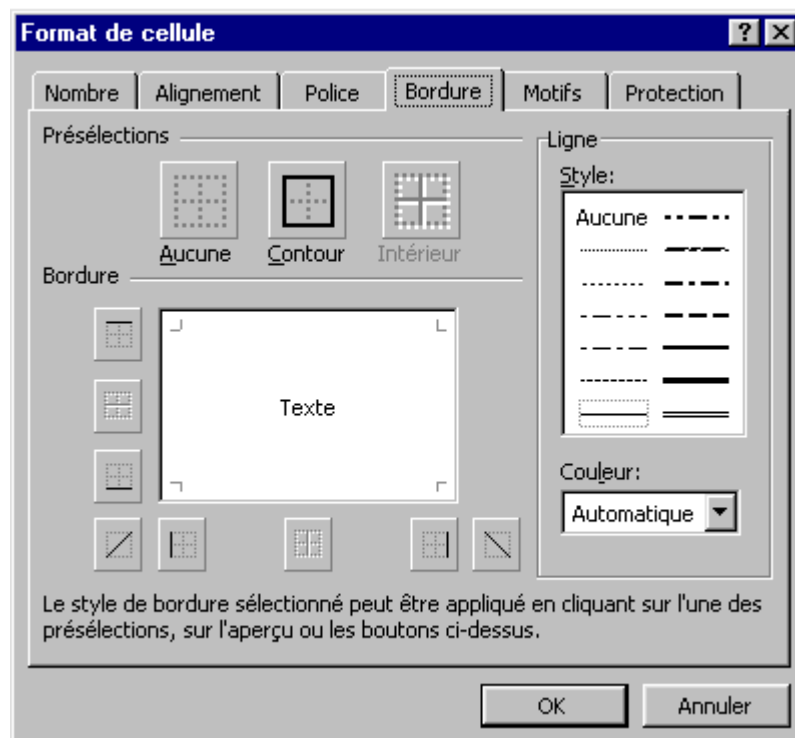 Format de cellule
Nombre Alignement Police Bordure Motifs Protection
Présélections
Aucune Contour Intérieur
Bordure
Texte
Ligne
Style:
Aucune
Couleur:
Automatique
Le style de bordure sélectionné peut être appliqué en cliquant sur l'une des
présélections, sur l'aperçu ou les boutons ci-dessus.
OK Annuler